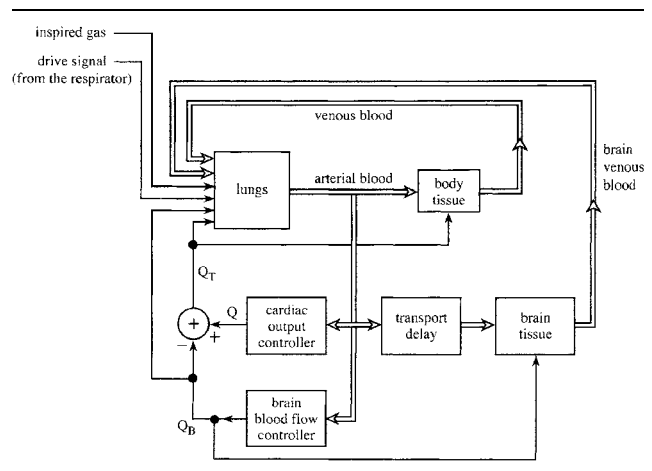 inspired gas
drive signal
(from the respirator)
venous blood
brain
venous
blood
lungs
arterial blood
body
tissue
Q_T
+
+
−
Q
cardiac
output
controller
transport
delay
brain
tissue
Q_B
brain
blood flow
controller